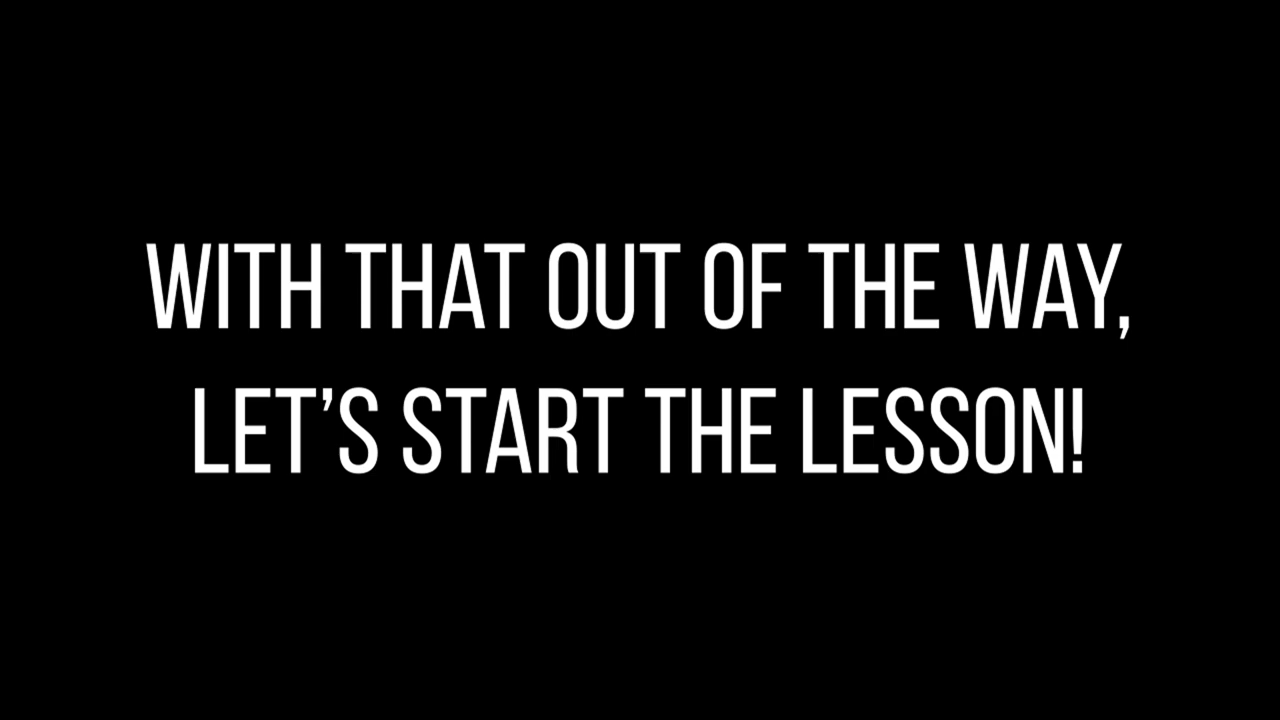 WITH THAT OUT OF THE WAY,
LET’S START THE LESSON!